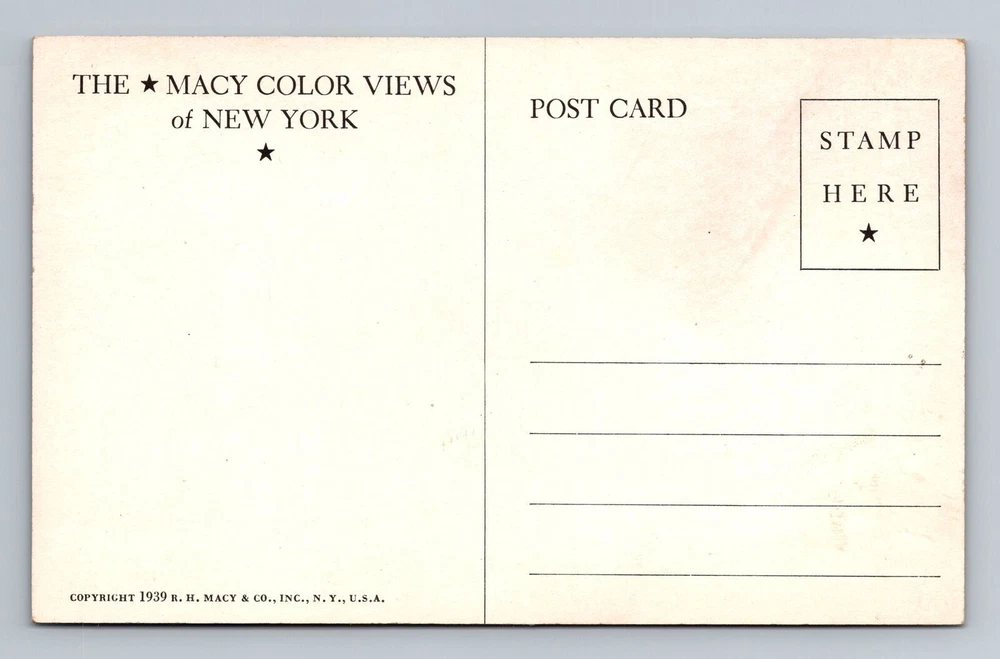 THE ★ MACY COLOR VIEWS
of NEW YORK
★
POST CARD
STAMP
HERE
★
COPYRIGHT 1939 R. H. MACY & CO., INC., N. Y., U.S.A.